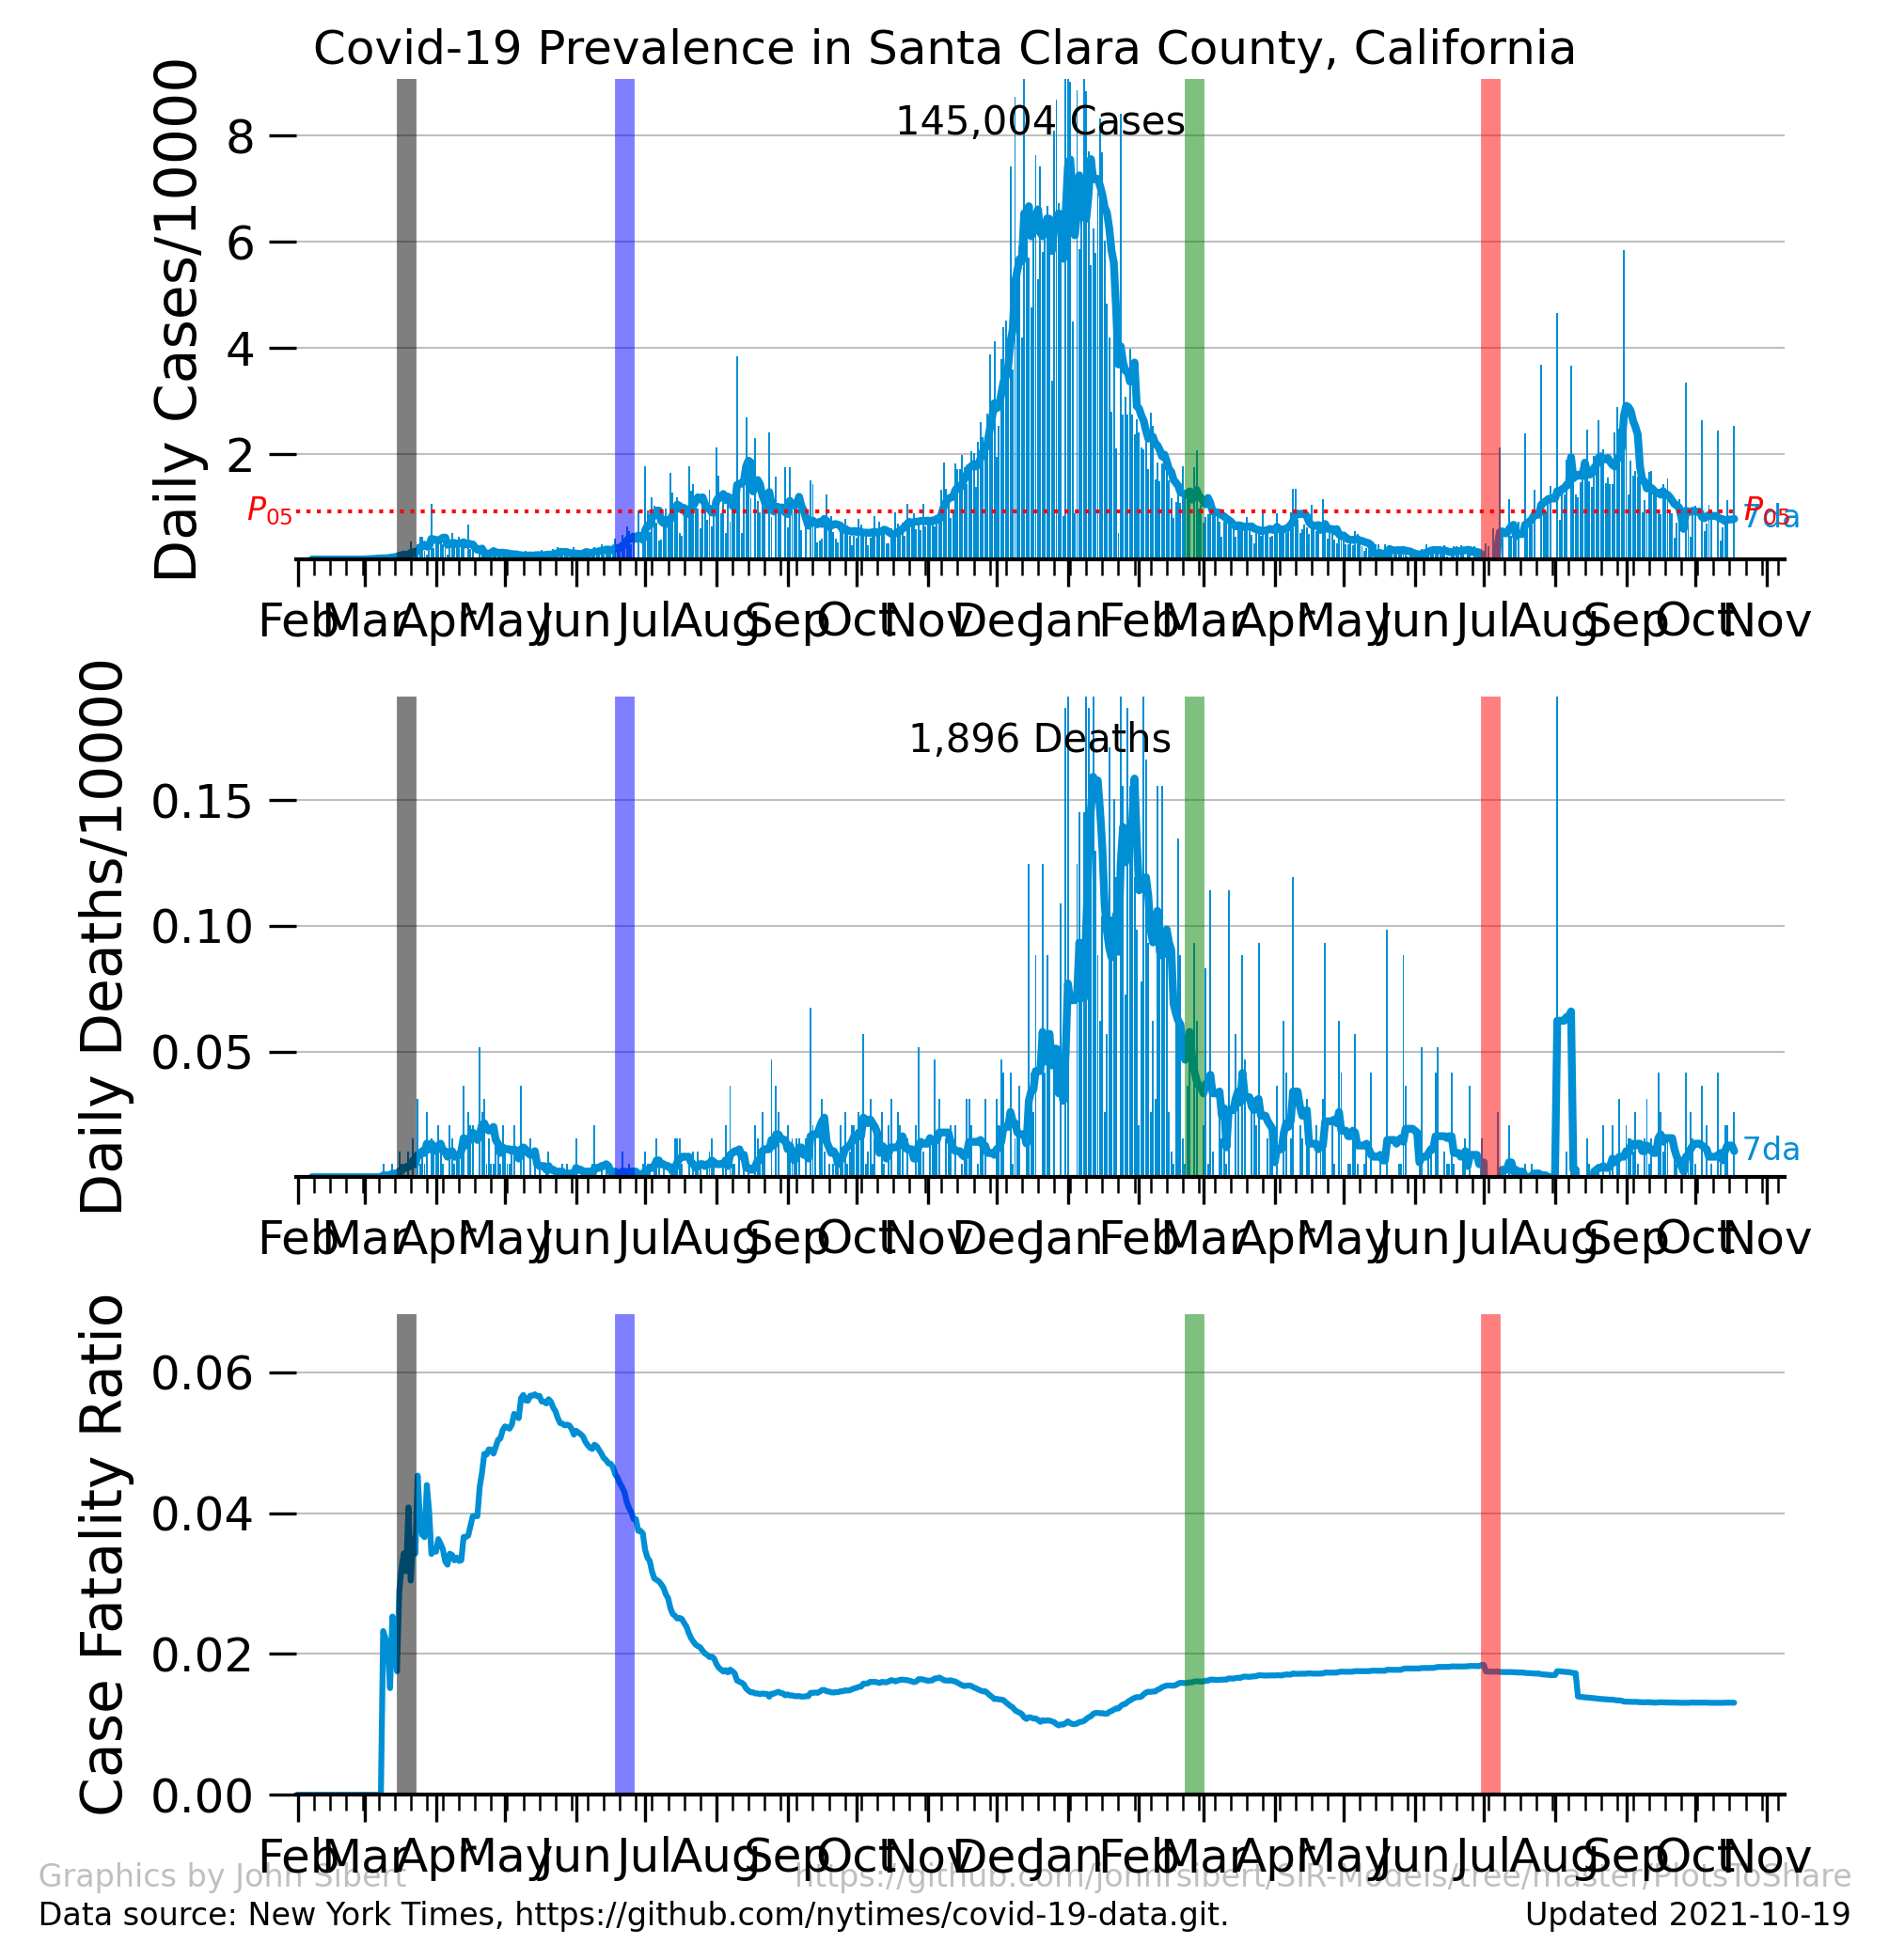 Covid-19 Prevalence in Santa Clara County, California
Daily Cases/10000
145,004 Cases
8
6
4
2
P05
P05
7da
Feb Mar Apr May Jun Jul Aug Sep Oct Nov Dec Jan Feb Mar Apr May Jun Jul Aug Sep Oct Nov
Daily Deaths/10000
1,896 Deaths
0.15
0.10
0.05
7da
Feb Mar Apr May Jun Jul Aug Sep Oct Nov Dec Jan Feb Mar Apr May Jun Jul Aug Sep Oct Nov
Case Fatality Ratio
0.06
0.04
0.02
0.00
Feb Mar Apr May Jun Jul Aug Sep Oct Nov Dec Jan Feb Mar Apr May Jun Jul Aug Sep Oct Nov
Graphics by John Sibert
https://github.com/johnrsibert/SIR-Models/tree/master/PlotsToShare
Data source: New York Times, https://github.com/nytimes/covid-19-data.git.
Updated 2021-10-19